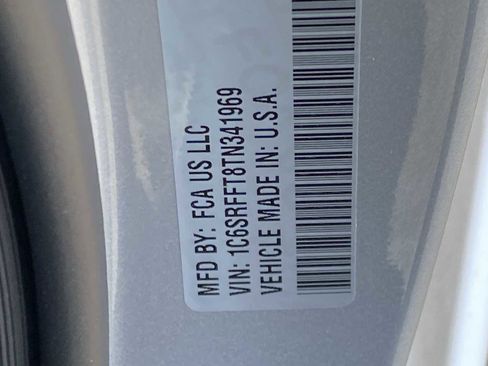 MFD BY: FCA US LLC
VIN: 1C6SRFFT8TN341969
VEHICLE MADE IN: U.S.A.